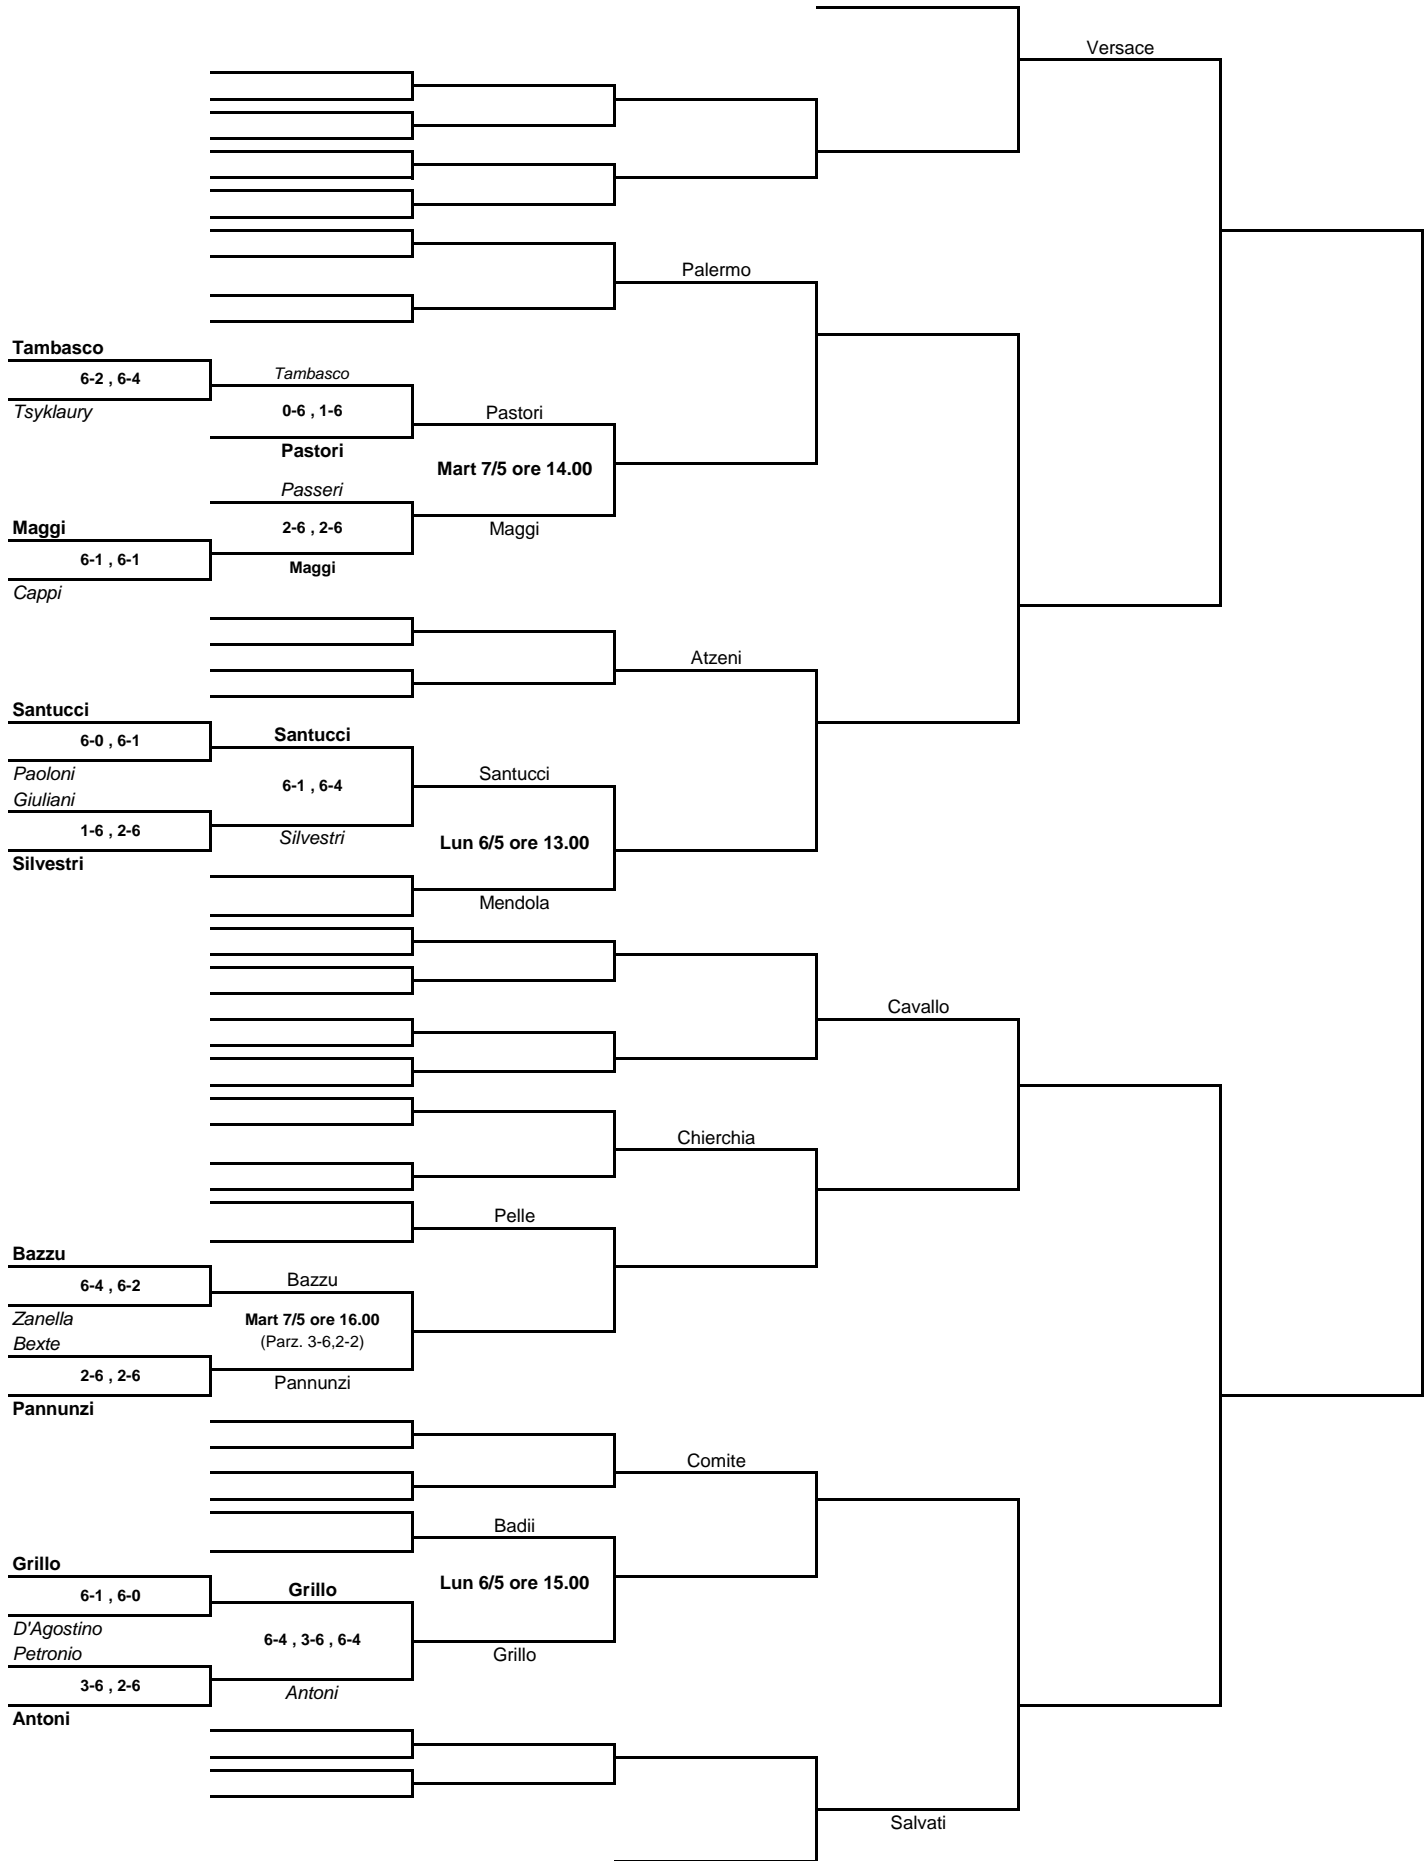 Versace
Palermo
Tambasco
6-2 , 6-4
Tsyklaury
Tambasco
0-6 , 1-6
Pastori
Pastori
Mart 7/5 ore 14.00
Maggi
Passeri
2-6 , 2-6
Maggi
Maggi
6-1 , 6-1
Cappi
Atzeni
Santucci
6-0 , 6-1
Paoloni
Giuliani
1-6 , 2-6
Silvestri
Santucci
6-1 , 6-4
Silvestri
Santucci
Lun 6/5 ore 13.00
Mendola
Cavallo
Chierchia
Pelle
Bazzu
6-4 , 6-2
Zanella
Bexte
2-6 , 2-6
Pannunzi
Bazzu
Mart 7/5 ore 16.00
(Parz. 3-6,2-2)
Pannunzi
Comite
Badii
Lun 6/5 ore 15.00
Grillo
Grillo
6-1 , 6-0
D'Agostino
Petronio
3-6 , 2-6
Antoni
Grillo
6-4 , 3-6 , 6-4
Antoni
Salvati